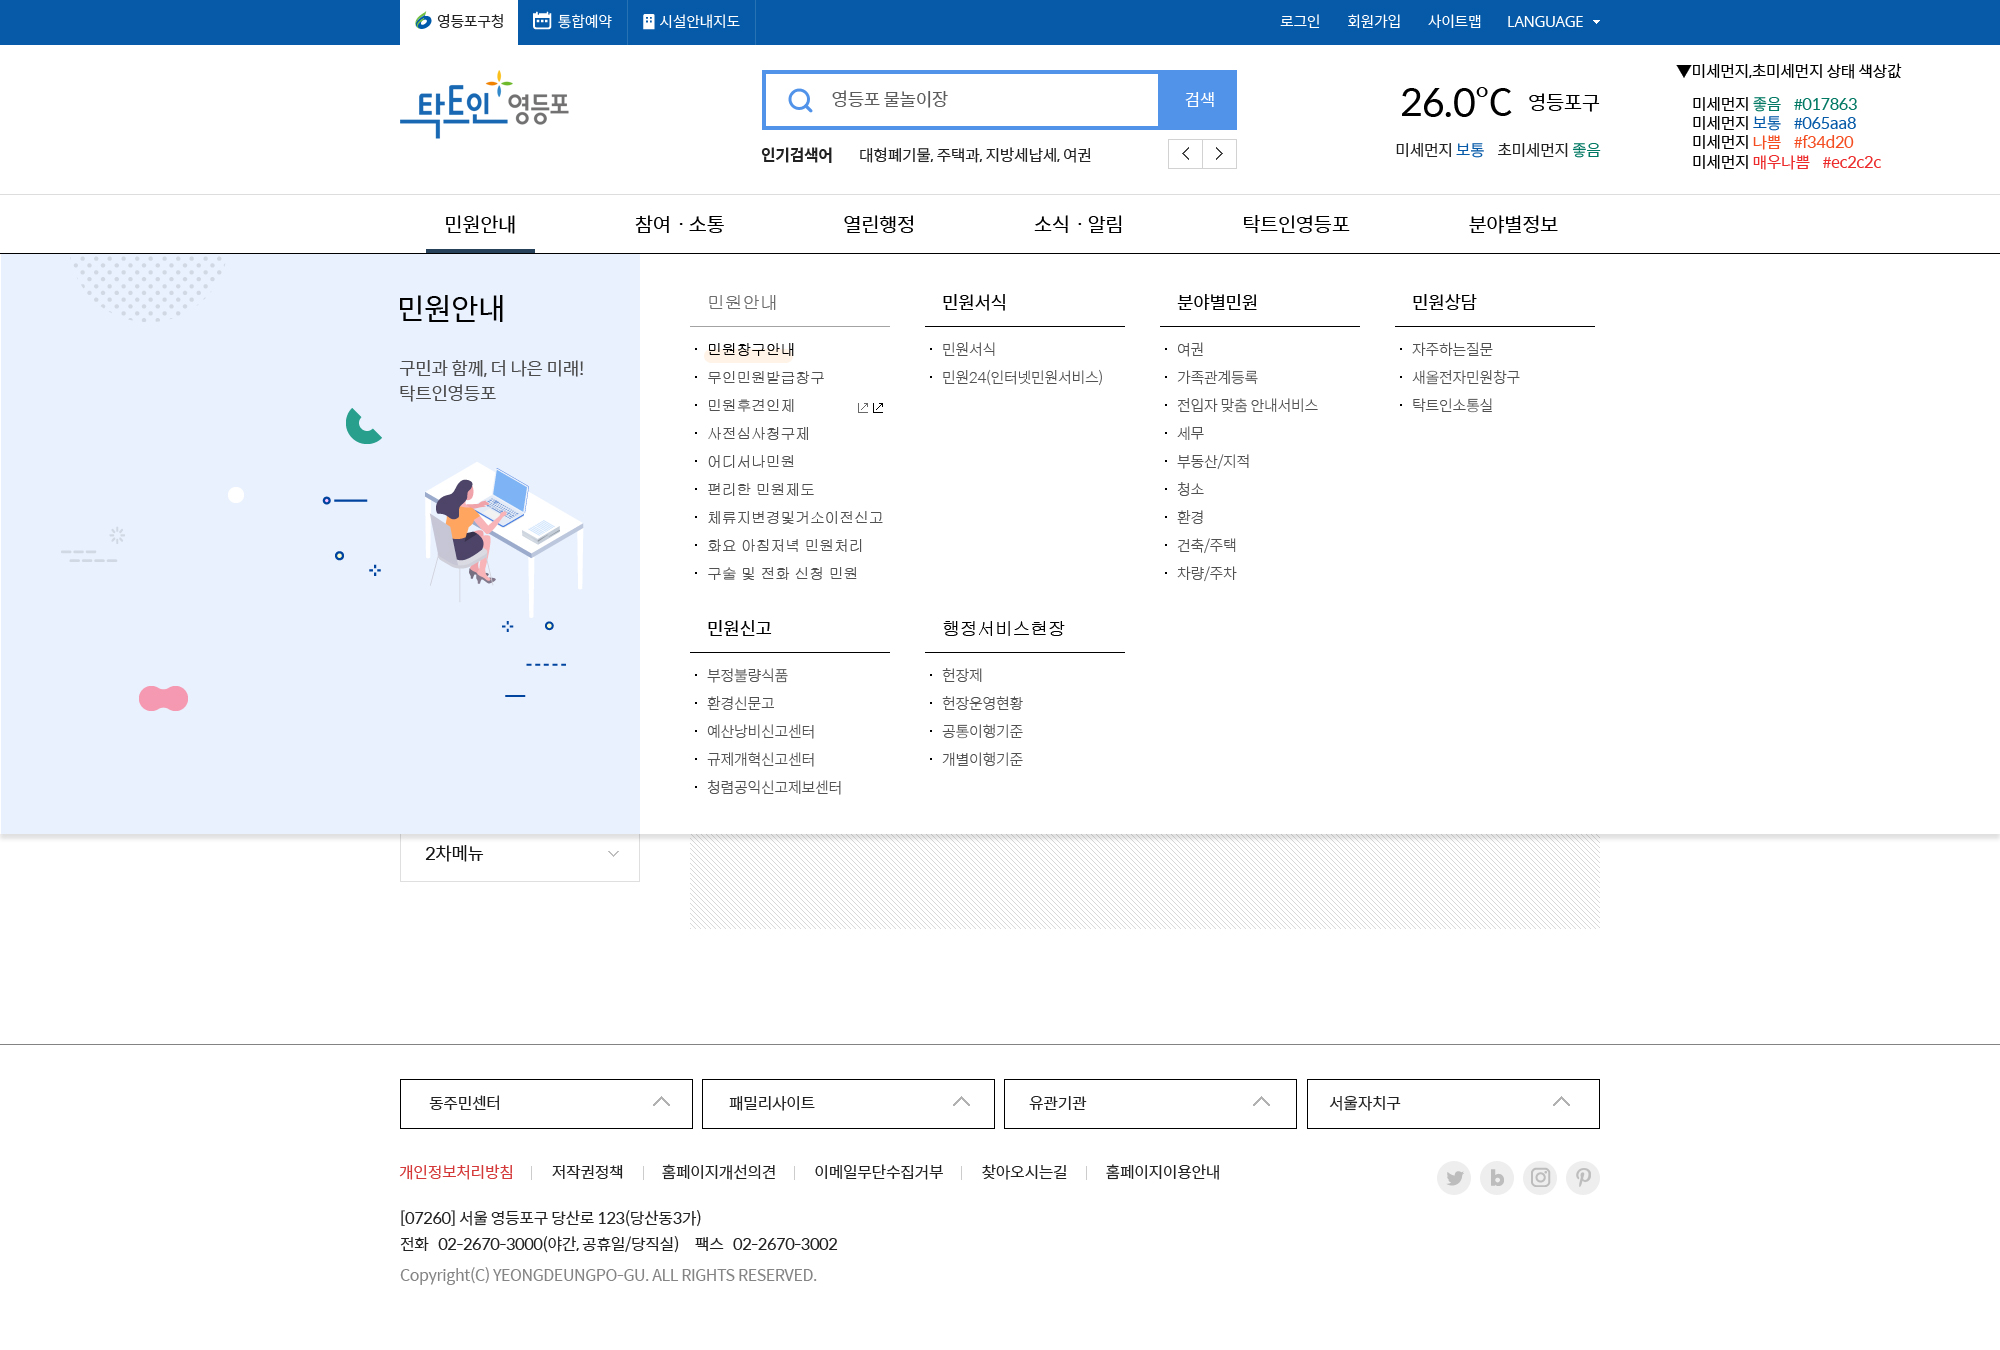 영등포구청 통합예약 시설안내지도 로그인 회원가입 사이트맵 LANGUAGE
탁트인 영등포
영등포 물놀이장 검색
인기검색어 대형폐기물, 주택과, 지방세납세, 여권
26.0°C 영등포구
미세먼지 보통 초미세먼지 좋음
▼미세먼지,초미세먼지 상태 색상값
미세먼지 좋음 #017863
미세먼지 보통 #065aa8
미세먼지 나쁨 #f34d20
미세먼지 매우나쁨 #ec2c2c
민원안내 참여 · 소통 열린행정 소식 · 알림 탁트인영등포 분야별정보
민원안내
구민과 함께, 더 나은 미래!
탁트인영등포
민원안내
민원창구안내
무인민원발급창구
민원후견인제
사전심사청구제
어디서나민원
편리한 민원제도
체류지변경및거소이전신고
화요 아침저녁 민원처리
구술 및 전화 신청 민원
민원서식
민원서식
민원24(인터넷민원서비스)
분야별민원
여권
가족관계등록
전입자 맞춤 안내서비스
세무
부동산/지적
청소
환경
건축/주택
차량/주차
민원상담
자주하는질문
새올전자민원창구
탁트인소통실
민원신고
부정불량식품
환경신문고
예산낭비신고센터
규제개혁신고센터
청렴공익신고제보센터
행정서비스현장
헌장제
헌장운영현황
공통이행기준
개별이행기준
2차메뉴
동주민센터 패밀리사이트 유관기관 서울자치구
개인정보처리방침 저작권정책 홈페이지개선의견 이메일무단수집거부 찾아오시는길 홈페이지이용안내
[07260] 서울 영등포구 당산로 123(당산동3가)
전화 02-2670-3000(야간, 공휴일/당직실) 팩스 02-2670-3002
Copyright(C) YEONGDEUNGPO-GU. ALL RIGHTS RESERVED.